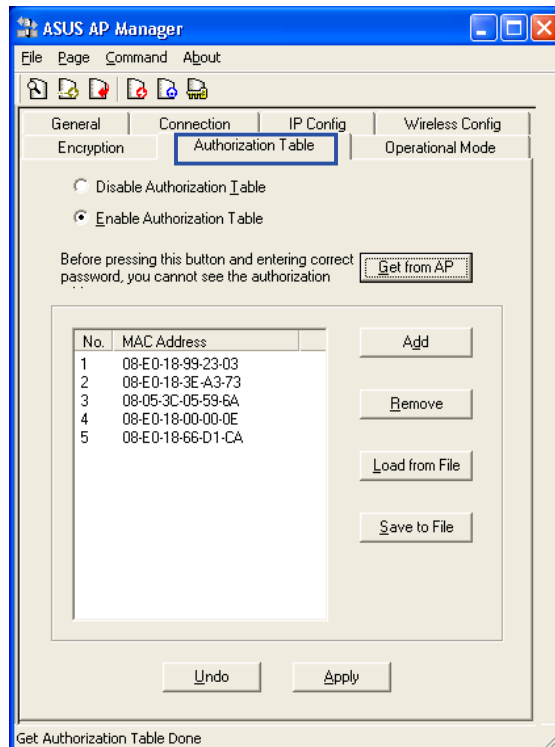 ASUS AP Manager
File Page Command About
General Connection IP Config Wireless Config
Encryption Authorization Table Operational Mode
Disable Authorization Table
Enable Authorization Table
Before pressing this button and entering correct
password, you cannot see the authorization
Get from AP
No. MAC Address
1 08-E0-18-99-23-03
2 08-E0-18-3E-A3-73
3 08-05-3C-05-59-6A
4 08-E0-18-00-00-0E
5 08-E0-18-66-D1-CA
Add
Remove
Load from File
Save to File
Undo Apply
Get Authorization Table Done